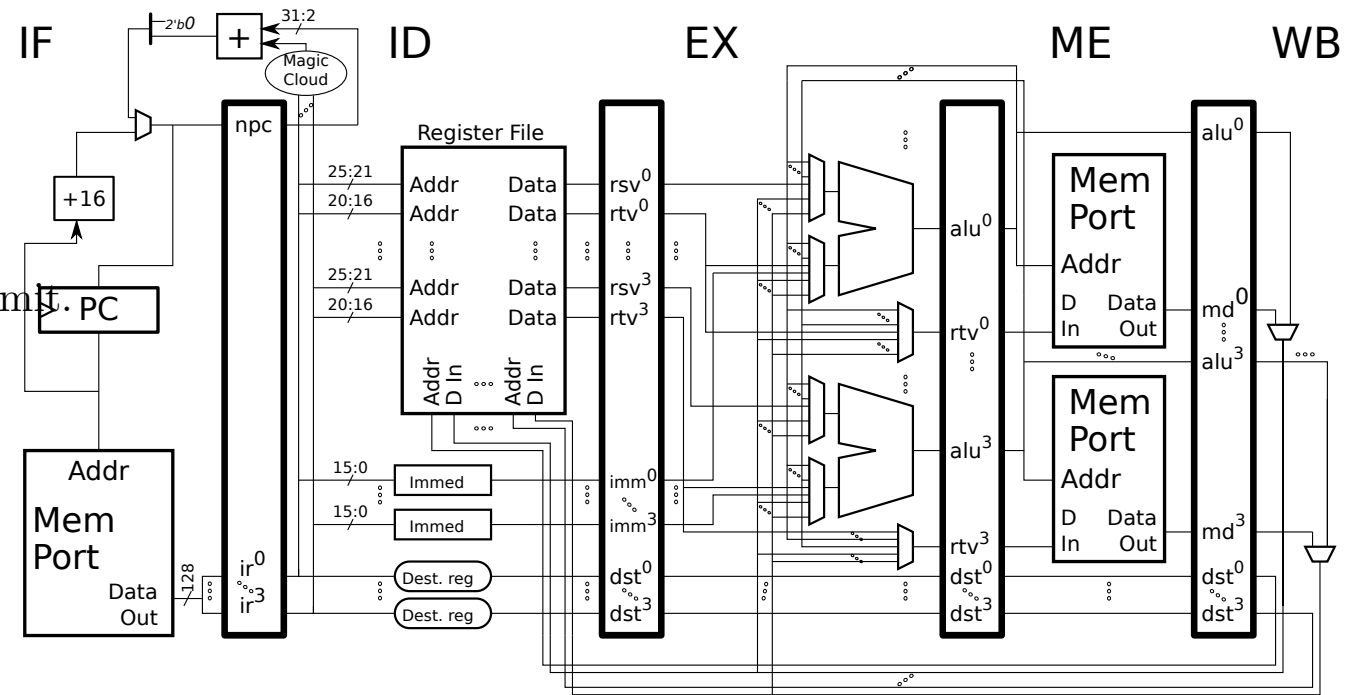 IF
ID
EX
ME
WB
2'b0
31:2
+
Magic
Cloud
npc
+16
mit.
PC
Addr
Mem
Port
Data
Out
128
ir0
ir3
Register File
25:21
Addr
Data
20:16
Addr
Data
25:21
Addr
Data
20:16
Addr
Data
Addr
D In
Addr
D In
15:0
Immed
15:0
Immed
Dest. reg
Dest. reg
rsv0
rtv0
rsv3
rtv3
imm0
imm3
dst0
dst3
alu0
rtv0
alu3
rtv3
dst0
dst3
Mem
Port
Addr
D
In
Data
Out
Mem
Port
Addr
D
In
Data
Out
alu0
md0
alu3
md3
dst0
dst3